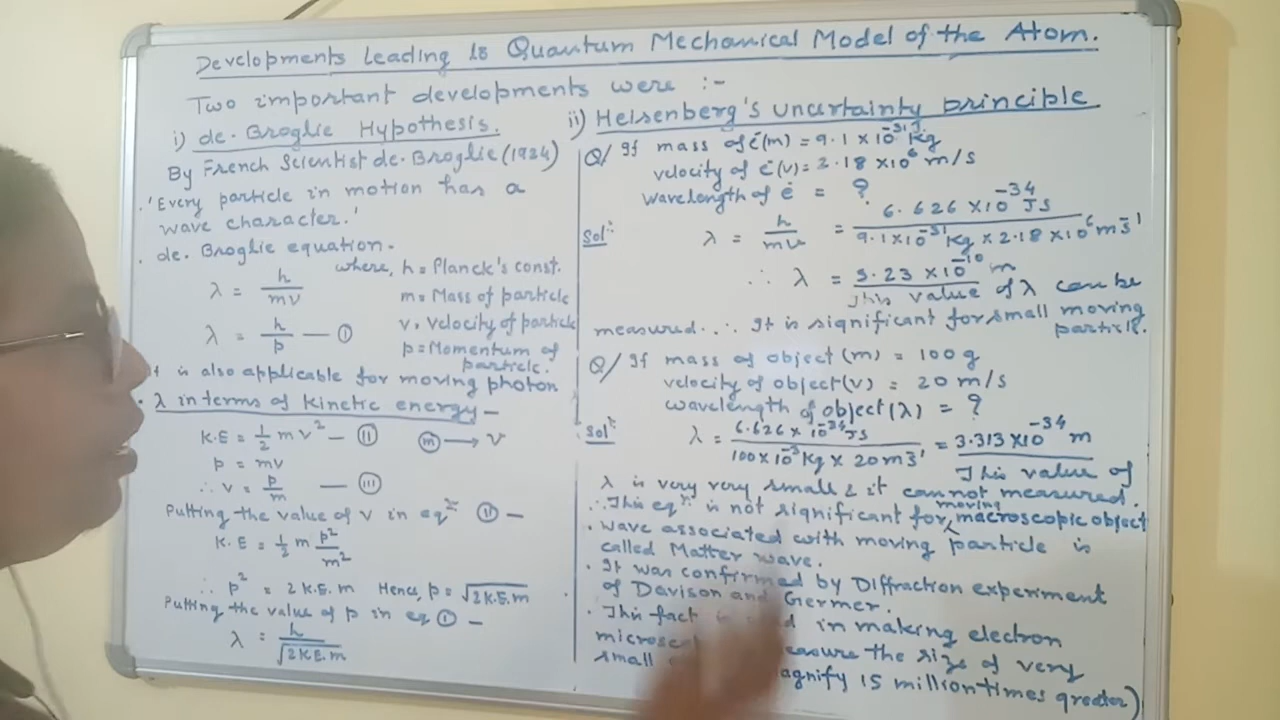 Developments leading to Quantum Mechanical Model of the Atom.
Two important developments were :-
i) de-Broglie Hypothesis.
By French Scientist de-Broglie (1924)
. 'Every particle in motion has a
wave character.'
. de-Broglie equation -
λ = h/mv
where, h = Planck's const.
m = Mass of particle
λ = h/p — (I)
v = Velocity of particle
p = Momentum of
particle.
It is also applicable for moving photon
. λ in terms of kinetic energy -
K.E = 1/2 mv² — (II) (m) → v
p = mv
∴ v = p/m — (III)
Putting the value of v in eqⁿ (II) -
K.E = 1/2 m p²/m²
∴ p² = 2K.E.m Hence, p = √2K.E.m
Putting the value of p in eq (I) -
λ = h/√2K.E.m
ii) Heisenberg's uncertainty principle
Q/ If mass of e⁻(m) = 9.1 × 10⁻³¹ kg
velocity of e⁻(v) = 2.18 × 10⁶ m/s
wavelength of e⁻ = ?
Solⁿ: λ = h/mv = 6.626 × 10⁻³⁴ JS / 9.1 × 10⁻³¹ kg × 2.18 × 10⁶ mS⁻¹
∴ λ = 3.23 × 10⁻¹⁰ m
This value of λ can be
measured. ∴ It is significant for small moving
particle.
Q/ If mass of object (m) = 100 g
velocity of object (v) = 20 m/s
wavelength of object (λ) = ?
Solⁿ: λ = 6.626 × 10⁻³⁴ JS / 100 × 10⁻³ kg × 20 mS⁻¹ = 3.313 × 10⁻³⁴ m
This value of
λ is very very small & it cannot measured.
∴ This eqⁿ is not significant for moving macroscopic object
. Wave associated with moving particle is
called Matter wave.
. It was confirmed by Diffraction experiment
of Davison and Germer.
. This fact is in making electron
the size of very
small magnify 15 million times greater)